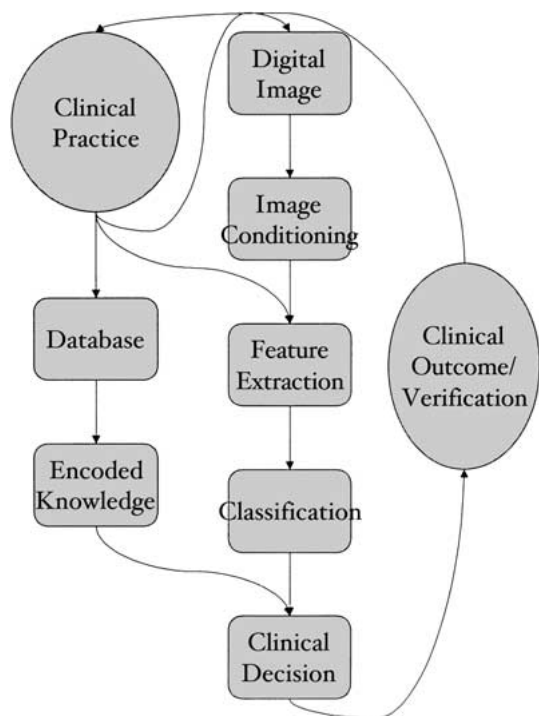 Clinical
Practice
Digital
Image
Image
Conditioning
Database
Feature
Extraction
Clinical
Outcome/
Verification
Encoded
Knowledge
Classification
Clinical
Decision